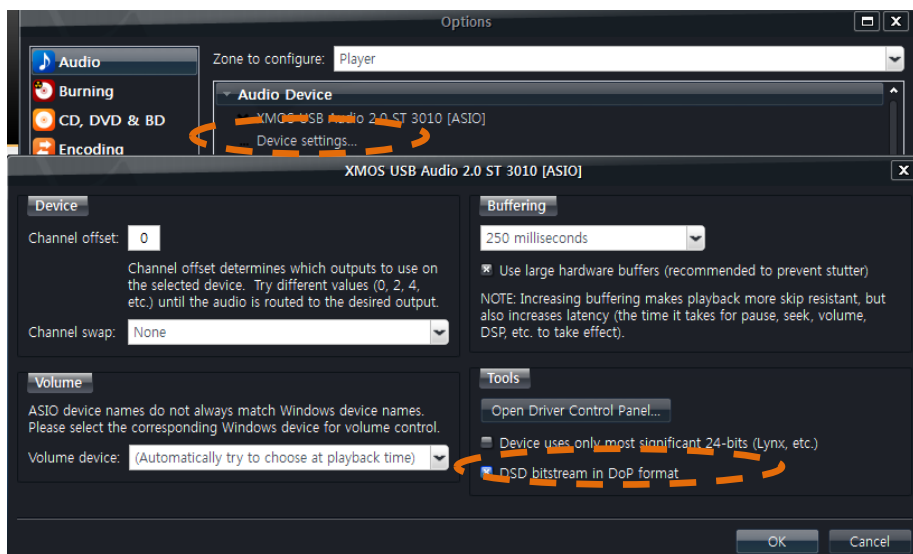 Options
Audio
Zone to configure: Player
Burning
Audio Device
CD, DVD & BD
XMOS USB Audio 2.0 ST 3010 [ASIO]
Device settings...
Encoding
XMOS USB Audio 2.0 ST 3010 [ASIO]
Device
Channel offset: 0
Channel offset determines which outputs to use on
the selected device. Try different values (0, 2, 4,
etc.) until the audio is routed to the desired output.
Channel swap: None
Buffering
250 milliseconds
Use large hardware buffers (recommended to prevent stutter)
NOTE: Increasing buffering makes playback more skip resistant, but
also increases latency (the time it takes for pause, seek, volume,
DSP, etc. to take effect).
Volume
ASIO device names do not always match Windows device names.
Please select the corresponding Windows device for volume control.
Volume device: (Automatically try to choose at playback time)
Tools
Open Driver Control Panel...
Device uses only most significant 24-bits (Lynx, etc.)
DSD bitstream in DoP format
OK
Cancel